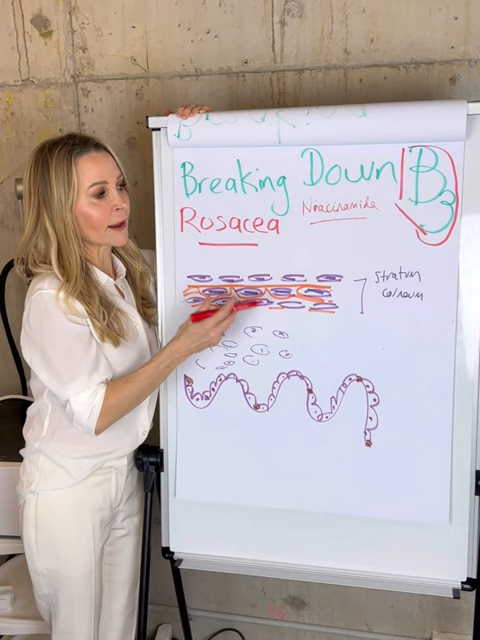 Breaking Down B3
Niacinamide
Rosacea
Stratum
Corneum